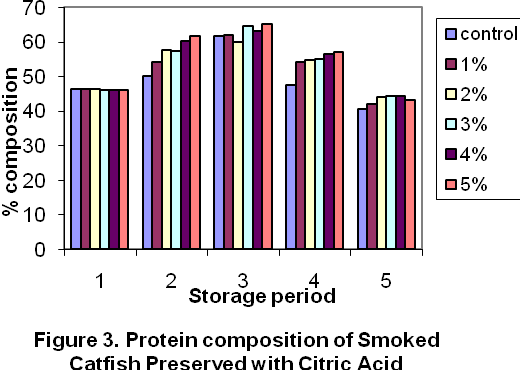 70
60
50
40
30
20
10
0
% composition
1 2 3 4 5
Storage period
control
1%
2%
3%
4%
5%
Figure 3. Protein composition of Smoked
Catfish Preserved with Citric Acid